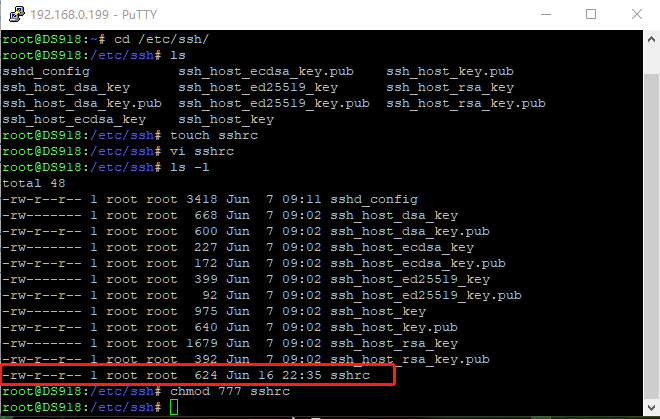 192.168.0.199 - PuTTY
root@DS918:~# cd /etc/ssh/
root@DS918:/etc/ssh# ls
sshd_config ssh_host_ecdsa_key.pub ssh_host_key.pub
ssh_host_dsa_key ssh_host_ed25519_key ssh_host_rsa_key
ssh_host_dsa_key.pub ssh_host_ed25519_key.pub ssh_host_rsa_key.pub
ssh_host_ecdsa_key ssh_host_key
root@DS918:/etc/ssh# touch sshrc
root@DS918:/etc/ssh# vi sshrc
root@DS918:/etc/ssh# ls -l
total 48
-rw-r--r-- 1 root root 3418 Jun 7 09:11 sshd_config
-rw------- 1 root root 668 Jun 7 09:02 ssh_host_dsa_key
-rw-r--r-- 1 root root 600 Jun 7 09:02 ssh_host_dsa_key.pub
-rw------- 1 root root 227 Jun 7 09:02 ssh_host_ecdsa_key
-rw-r--r-- 1 root root 172 Jun 7 09:02 ssh_host_ecdsa_key.pub
-rw------- 1 root root 399 Jun 7 09:02 ssh_host_ed25519_key
-rw-r--r-- 1 root root 92 Jun 7 09:02 ssh_host_ed25519_key.pub
-rw------- 1 root root 975 Jun 7 09:02 ssh_host_key
-rw-r--r-- 1 root root 640 Jun 7 09:02 ssh_host_key.pub
-rw------- 1 root root 1679 Jun 7 09:02 ssh_host_rsa_key
-rw-r--r-- 1 root root 392 Jun 7 09:02 ssh_host_rsa_key.pub
-rw-r--r-- 1 root root 624 Jun 16 22:35 sshrc
root@DS918:/etc/ssh# chmod 777 sshrc
root@DS918:/etc/ssh#